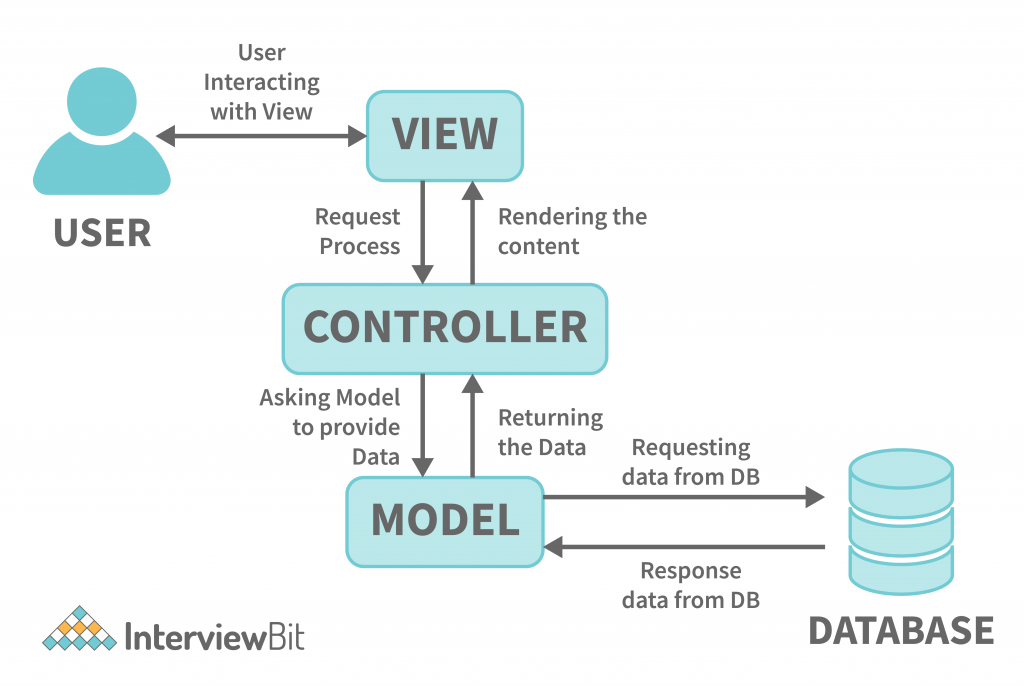 User
Interacting
with View
VIEW
USER
Request
Process
Rendering the
content
CONTROLLER
Asking Model
to provide
Data
Returning
the Data
Requesting
data from DB
MODEL
Response
data from DB
DATABASE
InterviewBit